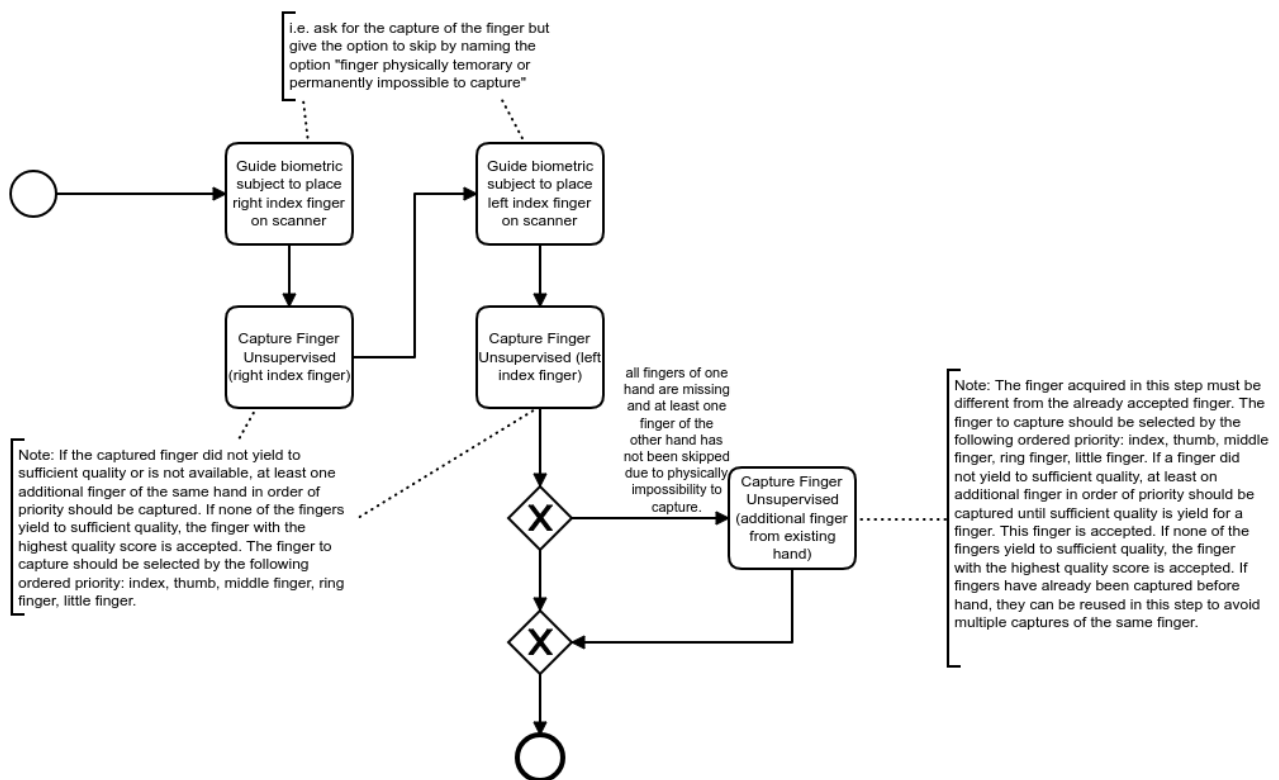 i.e. ask for the capture of the finger but
give the option to skip by naming the
option "finger physically temorary or
permanently impossible to capture"
Guide biometric
subject to place
right index finger
on scanner
Guide biometric
subject to place
left index finger
on scanner
Capture Finger
Unsupervised
(right index finger)
Capture Finger
Unsupervised (left
index finger)
all fingers of one
hand are missing
and at least one
finger of the
other hand has
not been skipped
due to physically
impossibility to
capture.
Note: If the captured finger did not yield to
sufficient quality or is not available, at least one
additional finger of the same hand in order of
priority should be captured. If none of the fingers
yield to sufficient quality, the finger with the
highest quality score is accepted. The finger to
capture should be selected by the following
ordered priority: index, thumb, middle finger, ring
finger, little finger.
X
Capture Finger
Unsupervised
(additional finger
from existing
hand)
Note: The finger acquired in this step must be
different from the already accepted finger. The
finger to capture should be selected by the
following ordered priority: index, thumb, middle
finger, ring finger, little finger. If a finger did
not yield to sufficient quality, at least on
additional finger in order of priority should be
captured until sufficient quality is yield for a
finger. This finger is accepted. If none of the
fingers yield to sufficient quality, the finger
with the highest quality score is accepted. If
fingers have already been captured before
hand, they can be reused in this step to avoid
multiple captures of the same finger.
X